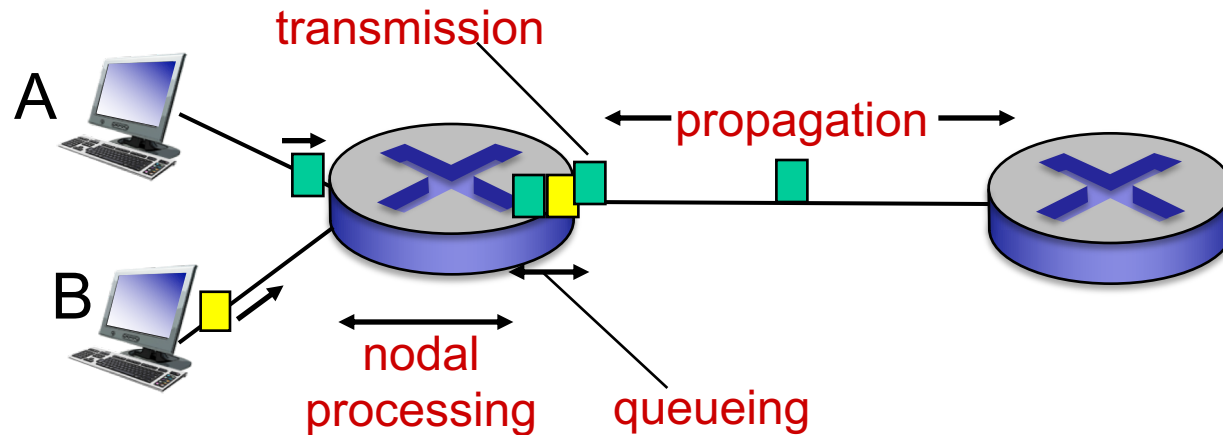 transmission
A
propagation
B
nodal
processing
queueing